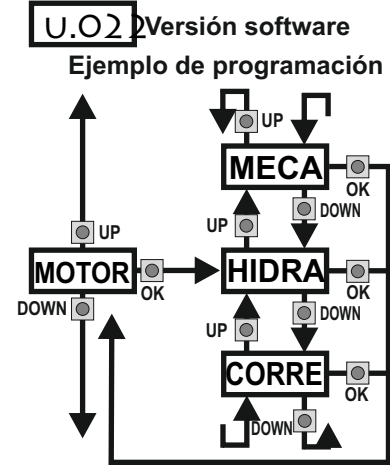 U.022 Versión software
Ejemplo de programación
UP
MECA
OK
DOWN
UP
UP
MOTOR
OK
HIDRA
OK
DOWN
DOWN
UP
CORRE
OK
DOWN